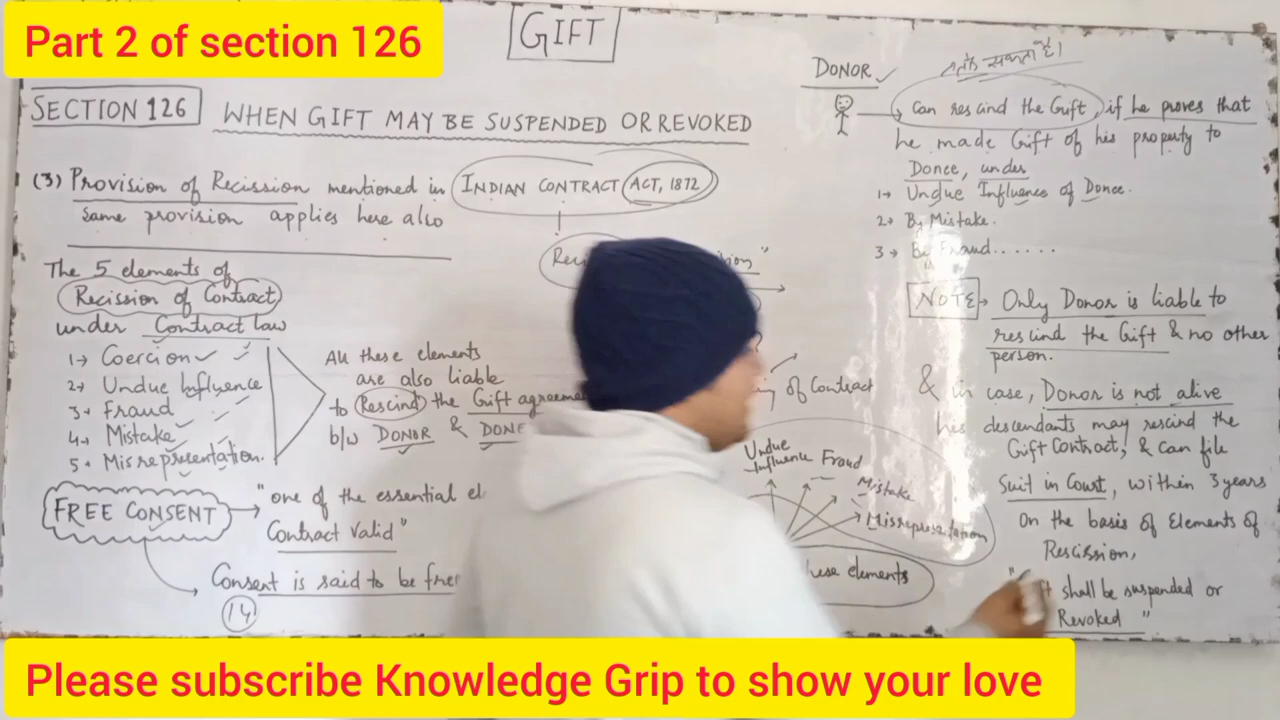 Part 2 of section 126
GIFT
SECTION 126
WHEN GIFT MAY BE SUSPENDED OR REVOKED
(3) Provision of Recission mentioned in INDIAN CONTRACT ACT, 1872
same provision applies here also
The 5 elements of
Recission of Contract
under Contract law
1→ Coercion
2→ Undue Influence
3→ Fraud
4→ Mistake
5→ Misrepresentation.
All these elements
are also liable
to Rescind the Gift agreeme
b/w DONOR & DONE
FREE CONSENT → "one of the essential el
Contract Valid"
Consent is said to be fre
14
of Contract
Undue
Influence
Fraud
Mistake
Misrepresentation
these elements
DONOR
सकता है।
can rescind the Gift, if he proves that
he made Gift of his property to
Donee, under
1→ Undue Influence of Donee.
2→ By Mistake.
3→ By Fraud.......
NOTE→ Only Donor is liable to
rescind the Gift & no other
person.
& in case, Donor is not alive
his descendants may rescind the
Gift Contract, & can file
Suit in Court, within 3 years
on the basis of Elements of
Rescission,
shall be suspended or
Revoked "
Please subscribe Knowledge Grip to show your love